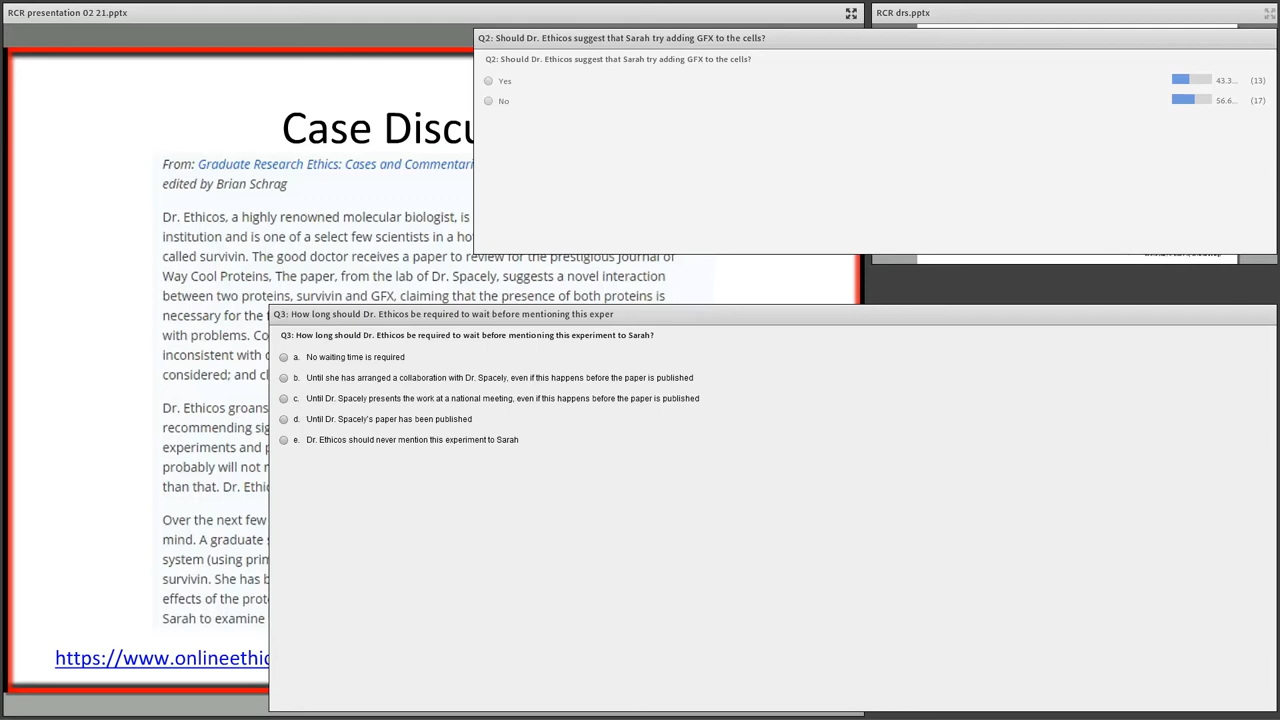 RCR presentation 02 21.pptx
RCR drs.pptx
Q2: Should Dr. Ethicos suggest that Sarah try adding GFX to the cells?
Q2: Should Dr. Ethicos suggest that Sarah try adding GFX to the cells?
Yes 43.3... (13)
No 56.6... (17)
Case Discu
From: Graduate Research Ethics: Cases and Commentari
edited by Brian Schrag
Dr. Ethicos, a highly renowned molecular biologist, is
institution and is one of a select few scientists in a ho
called survivin. The good doctor receives a paper to review for the prestigious Journal of
Way Cool Proteins, The paper, from the lab of Dr. Spacely, suggests a novel interaction
between two proteins, survivin and GFX, claiming that the presence of both proteins is
necessary for the
with problems. Co
inconsistent with
considered; and cl
Dr. Ethicos groans
recommending sig
experiments and p
probably will not
than that. Dr. Ethic
Over the next few
mind. A graduate s
system (using prim
survivin. She has b
effects of the prote
Sarah to examine
https://www.onlineethic
Q3: How long should Dr. Ethicos be required to wait before mentioning this exper
Q3: How long should Dr. Ethicos be required to wait before mentioning this experiment to Sarah?
a. No waiting time is required
b. Until she has arranged a collaboration with Dr. Spacely, even if this happens before the paper is published
c. Until Dr. Spacely presents the work at a national meeting, even if this happens before the paper is published
d. Until Dr. Spacely's paper has been published
e. Dr. Ethicos should never mention this experiment to Sarah